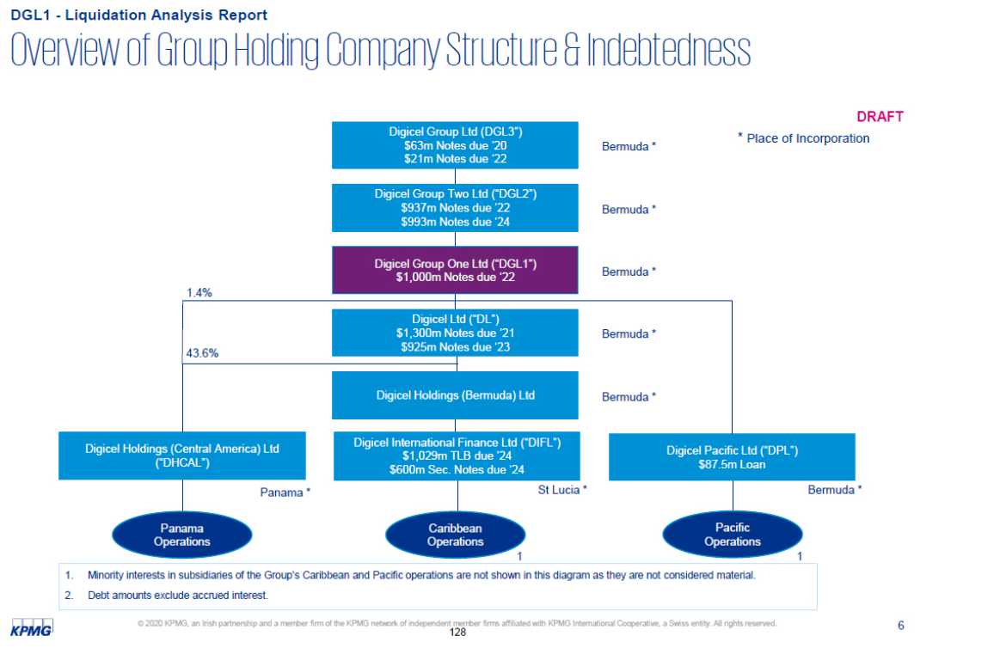 DGL1 - Liquidation Analysis Report
Overview of Group Holding Company Structure & Indebtedness
DRAFT
* Place of Incorporation
Digicel Group Ltd (DGL3”)
$63m Notes due ‘20
$21m Notes due ‘22
Bermuda *
Digicel Group Two Ltd (“DGL2”)
$937m Notes due ‘22
$993m Notes due ‘24
Bermuda *
Digicel Group One Ltd (“DGL1”)
$1,000m Notes due ‘22
Bermuda *
1.4%
Digicel Ltd (“DL”)
$1,300m Notes due ‘21
$925m Notes due ‘23
Bermuda *
43.6%
Digicel Holdings (Bermuda) Ltd
Bermuda *
Digicel Holdings (Central America) Ltd
(“DHCAL”)
Panama *
Digicel International Finance Ltd (“DIFL”)
$1,029m TLB due ‘24
$600m Sec. Notes due ‘24
St Lucia *
Digicel Pacific Ltd (“DPL”)
$87.5m Loan
Bermuda *
Panama
Operations
Caribbean
Operations
1
Pacific
Operations
1
1. Minority interests in subsidiaries of the Group's Caribbean and Pacific operations are not shown in this diagram as they are not considered material.
2. Debt amounts exclude accrued interest.
KPMG
© 2020 KPMG, an Irish partnership and a member firm of the KPMG network of independent member firms affiliated with KPMG International Cooperative, a Swiss entity. All rights reserved.
128
6